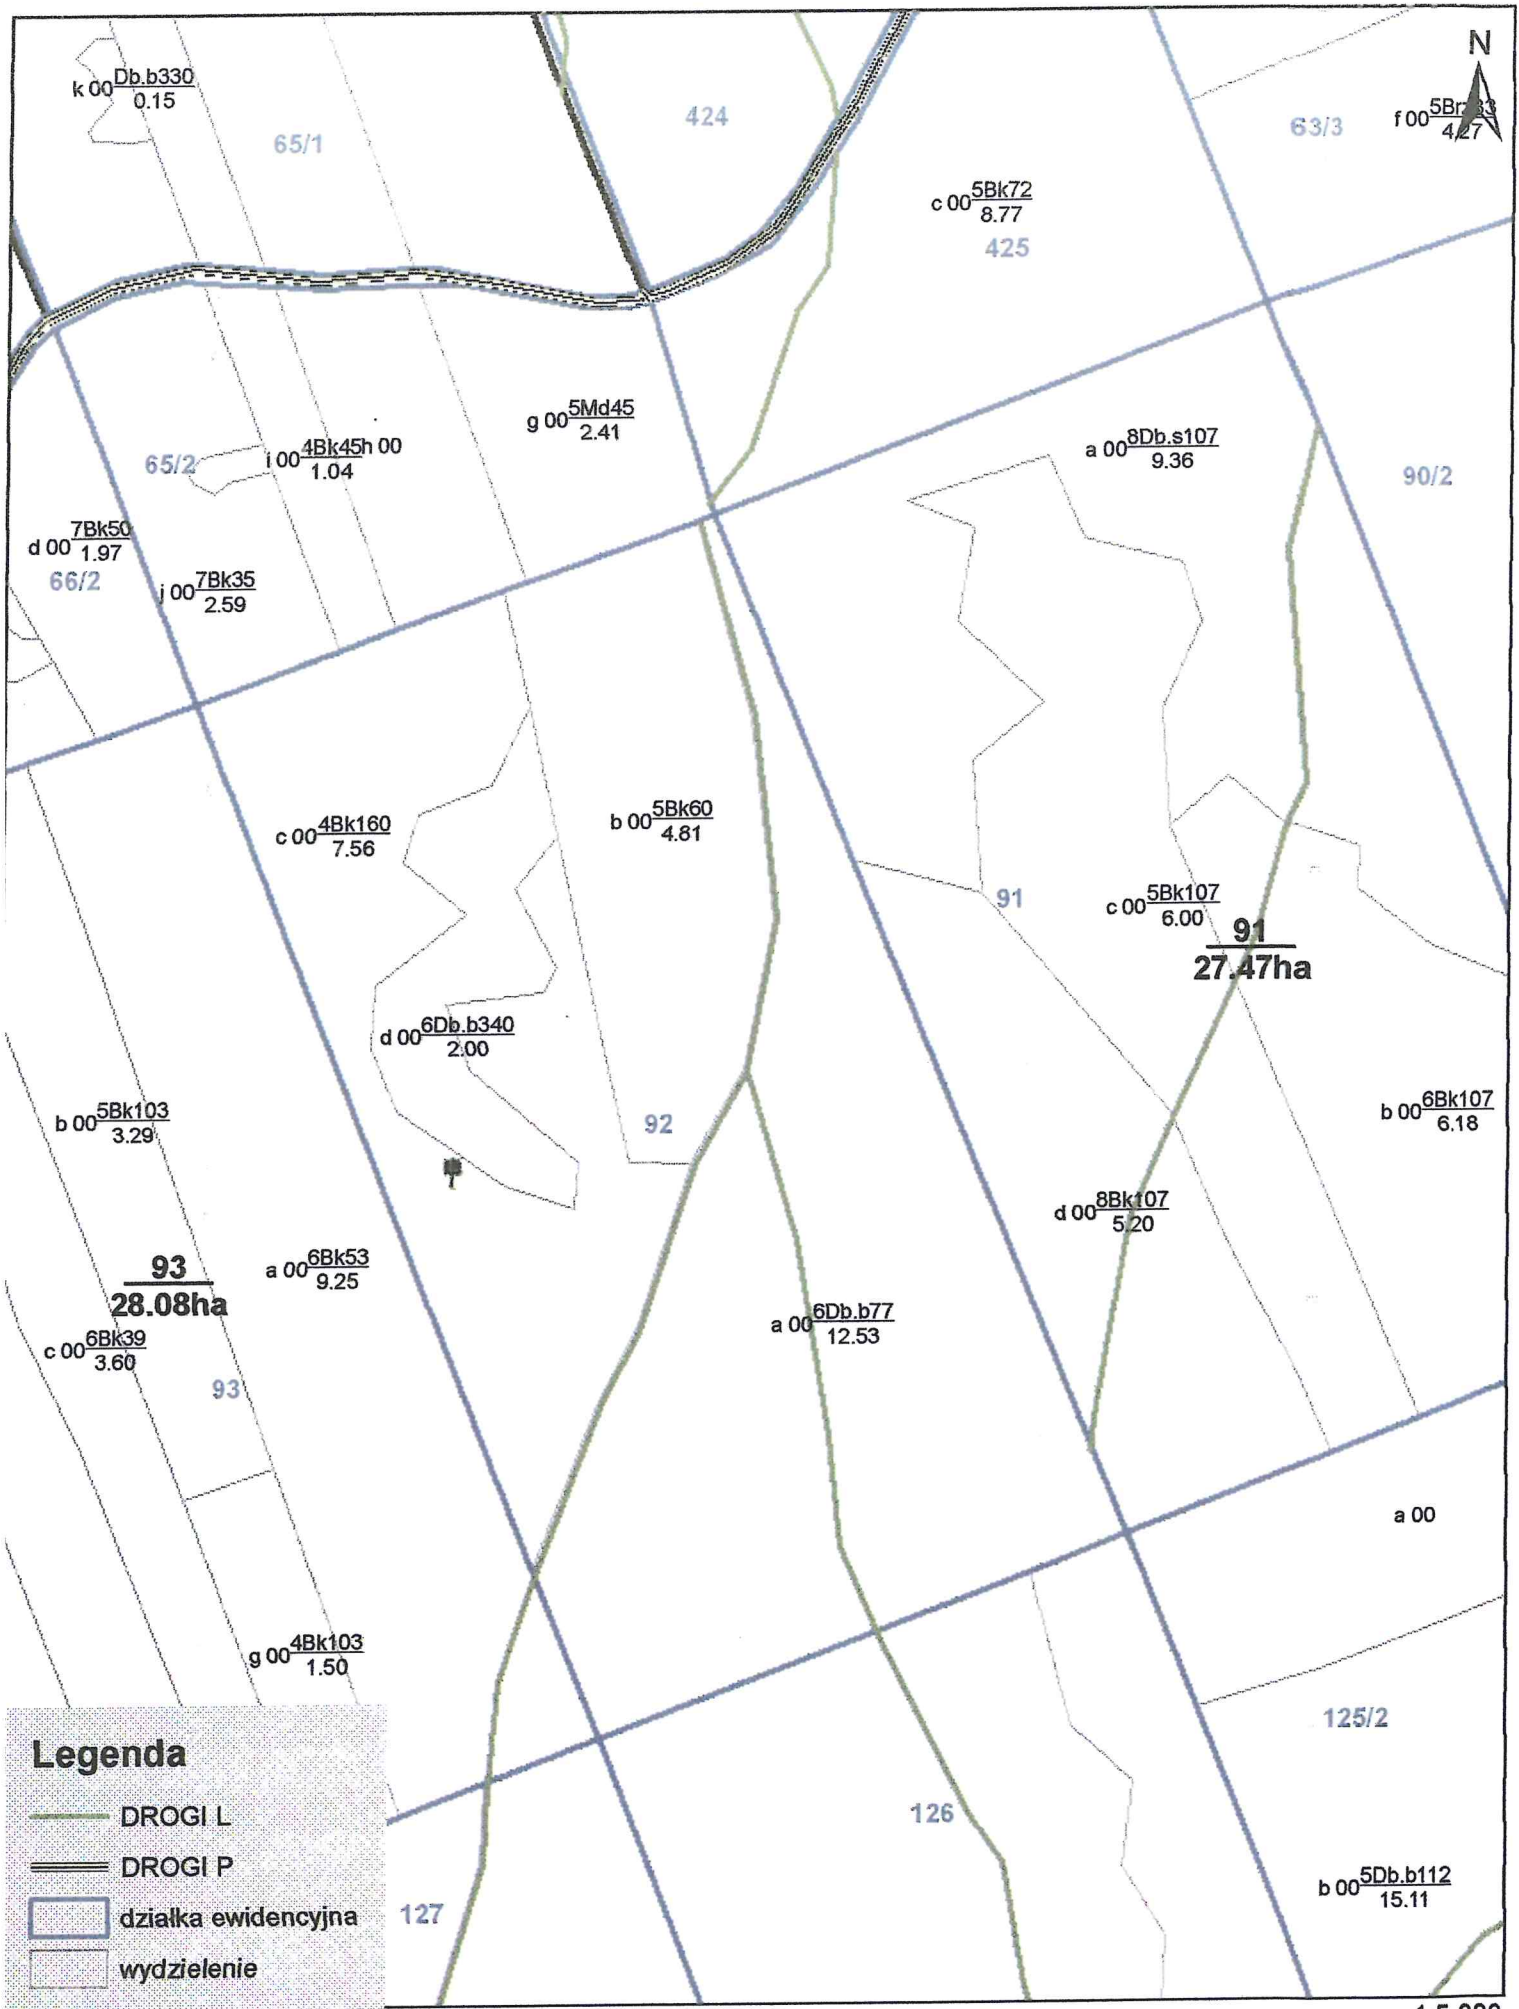 N
k 00 Db.b330
0.15
65/1
424
63/3
f 00
4.27
c 00 5Bk72
8.77
425
g 00 5Md45
2.41
65/2
i 00 4Bk45 h 00
1.04
a 00 8Db.s107
9.36
90/2
d 00 7Bk50
1.97
66/2
j 00 7Bk35
2.59
c 00 4Bk160
7.56
b 00 5Bk60
4.81
91
c 00 5Bk107
6.00
91
27.47ha
d 00 6Db.b340
2.00
b 00 5Bk103
3.29
92
b 00 6Bk107
6.18
d 00 8Bk107
5.20
93
28.08ha
a 00 6Bk53
9.25
a 00 6Db.b77
12.53
c 00 6Bk39
3.60
93
a 00
g 00 4Bk103
1.50
125/2
126
b 00 5Db.b112
15.11
127
Legenda
DROGI L
DROGI P
działka ewidencyjna
wydzielenie